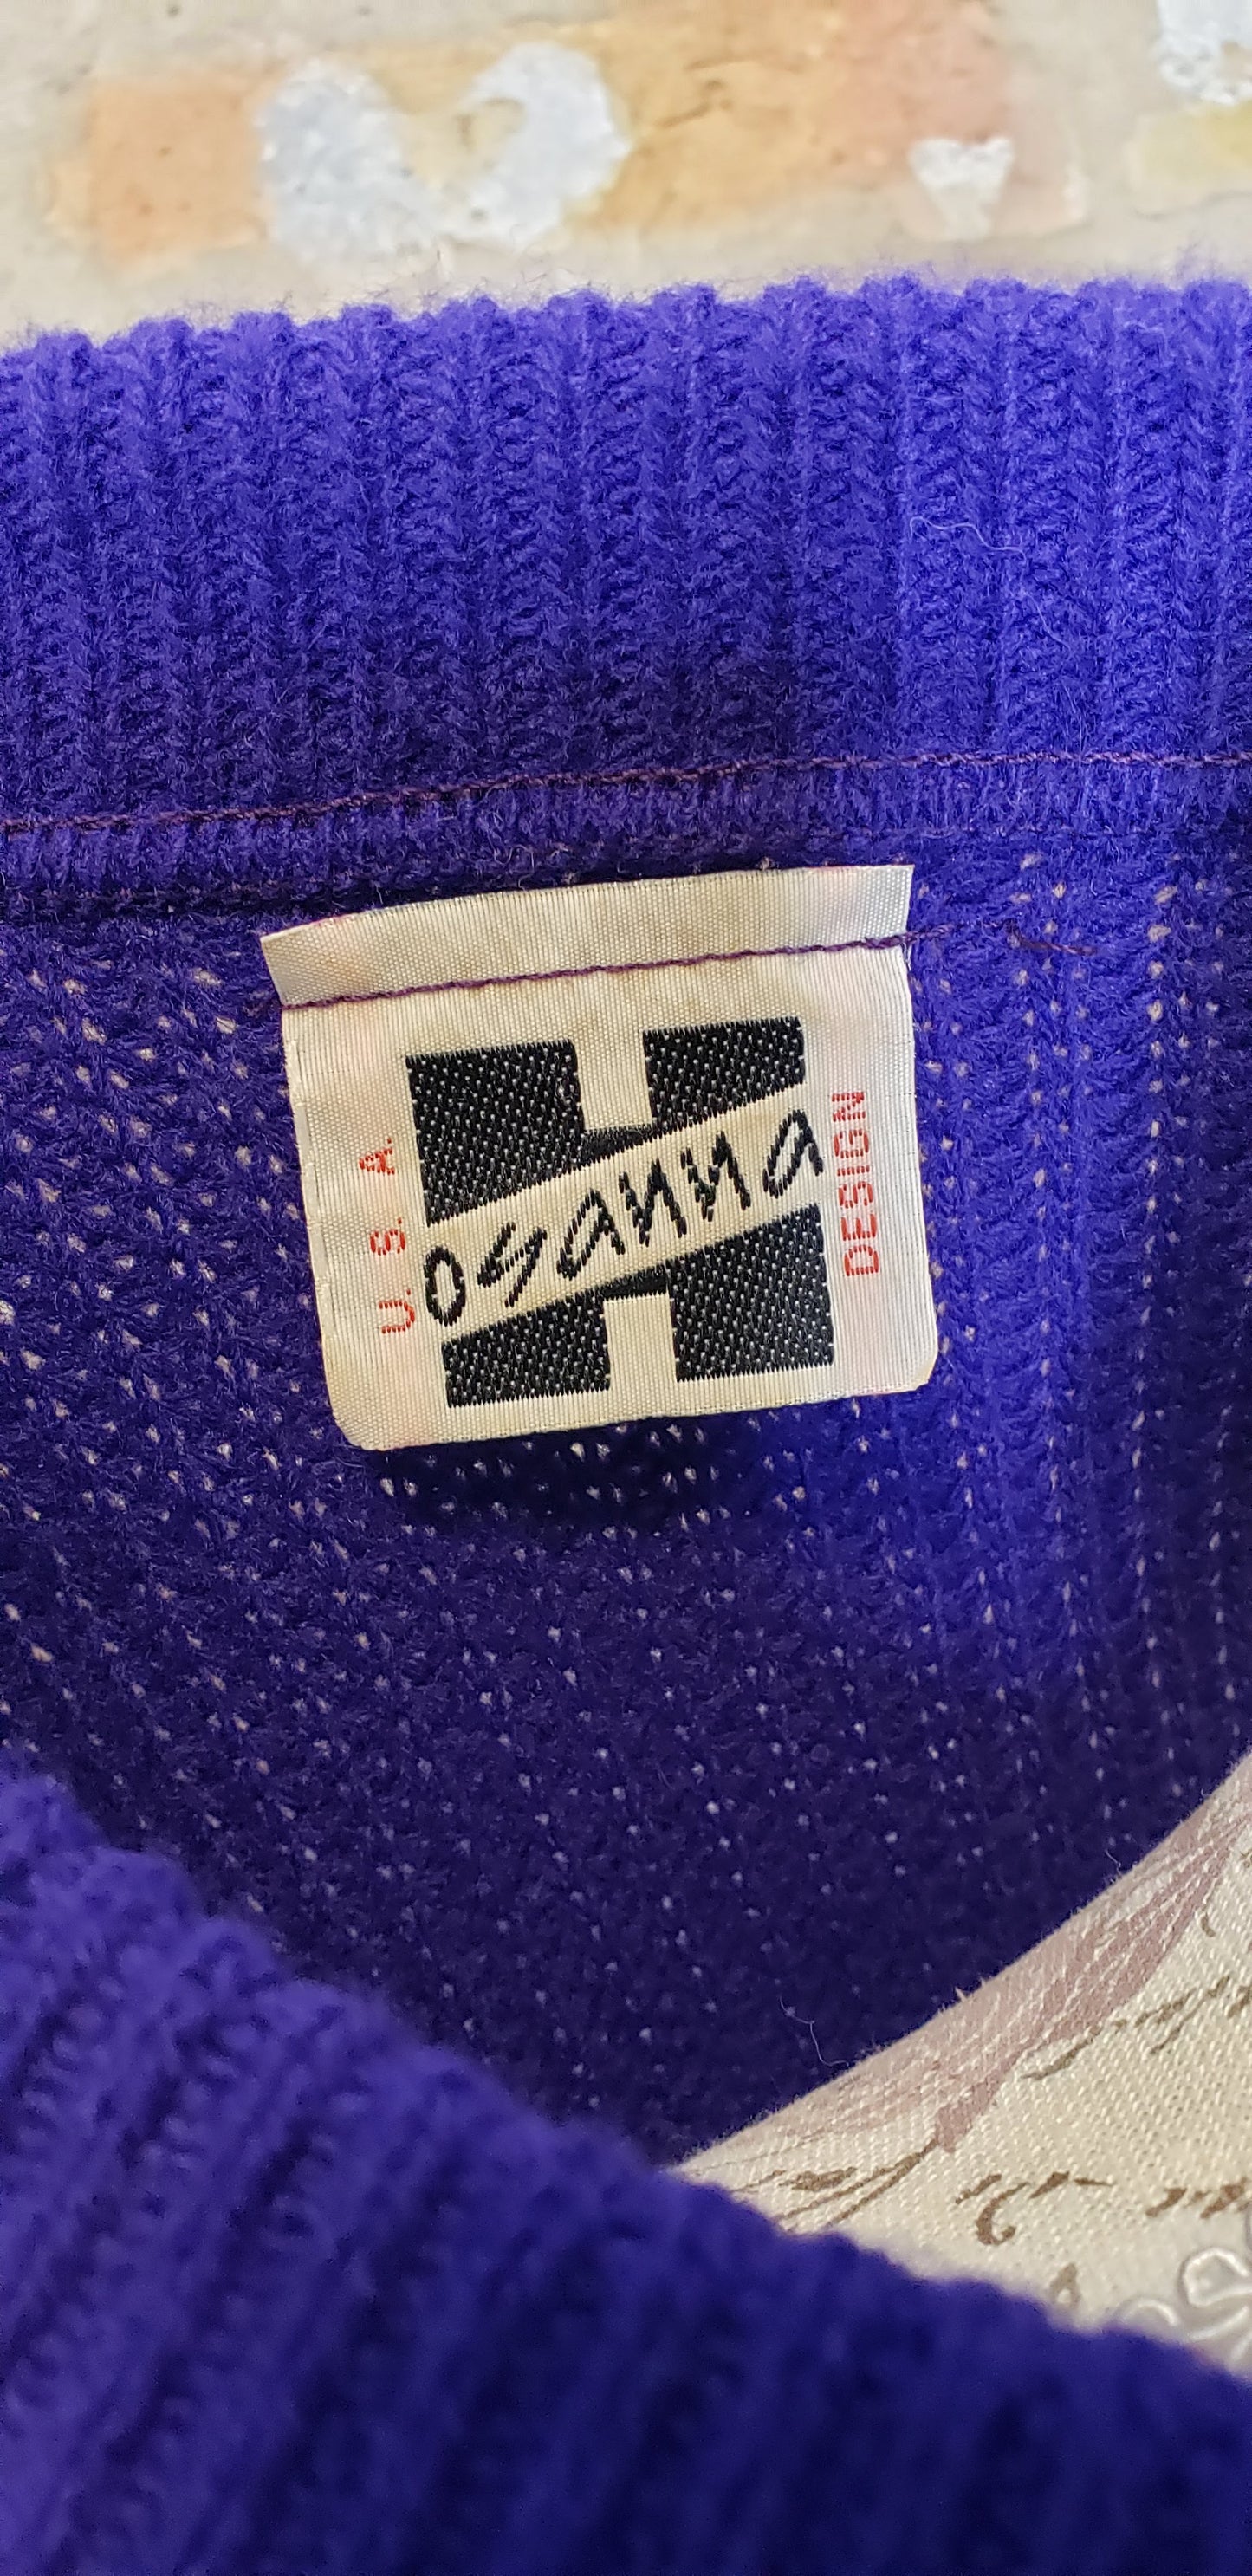 U. S. A.
Hosanna
DESIGN